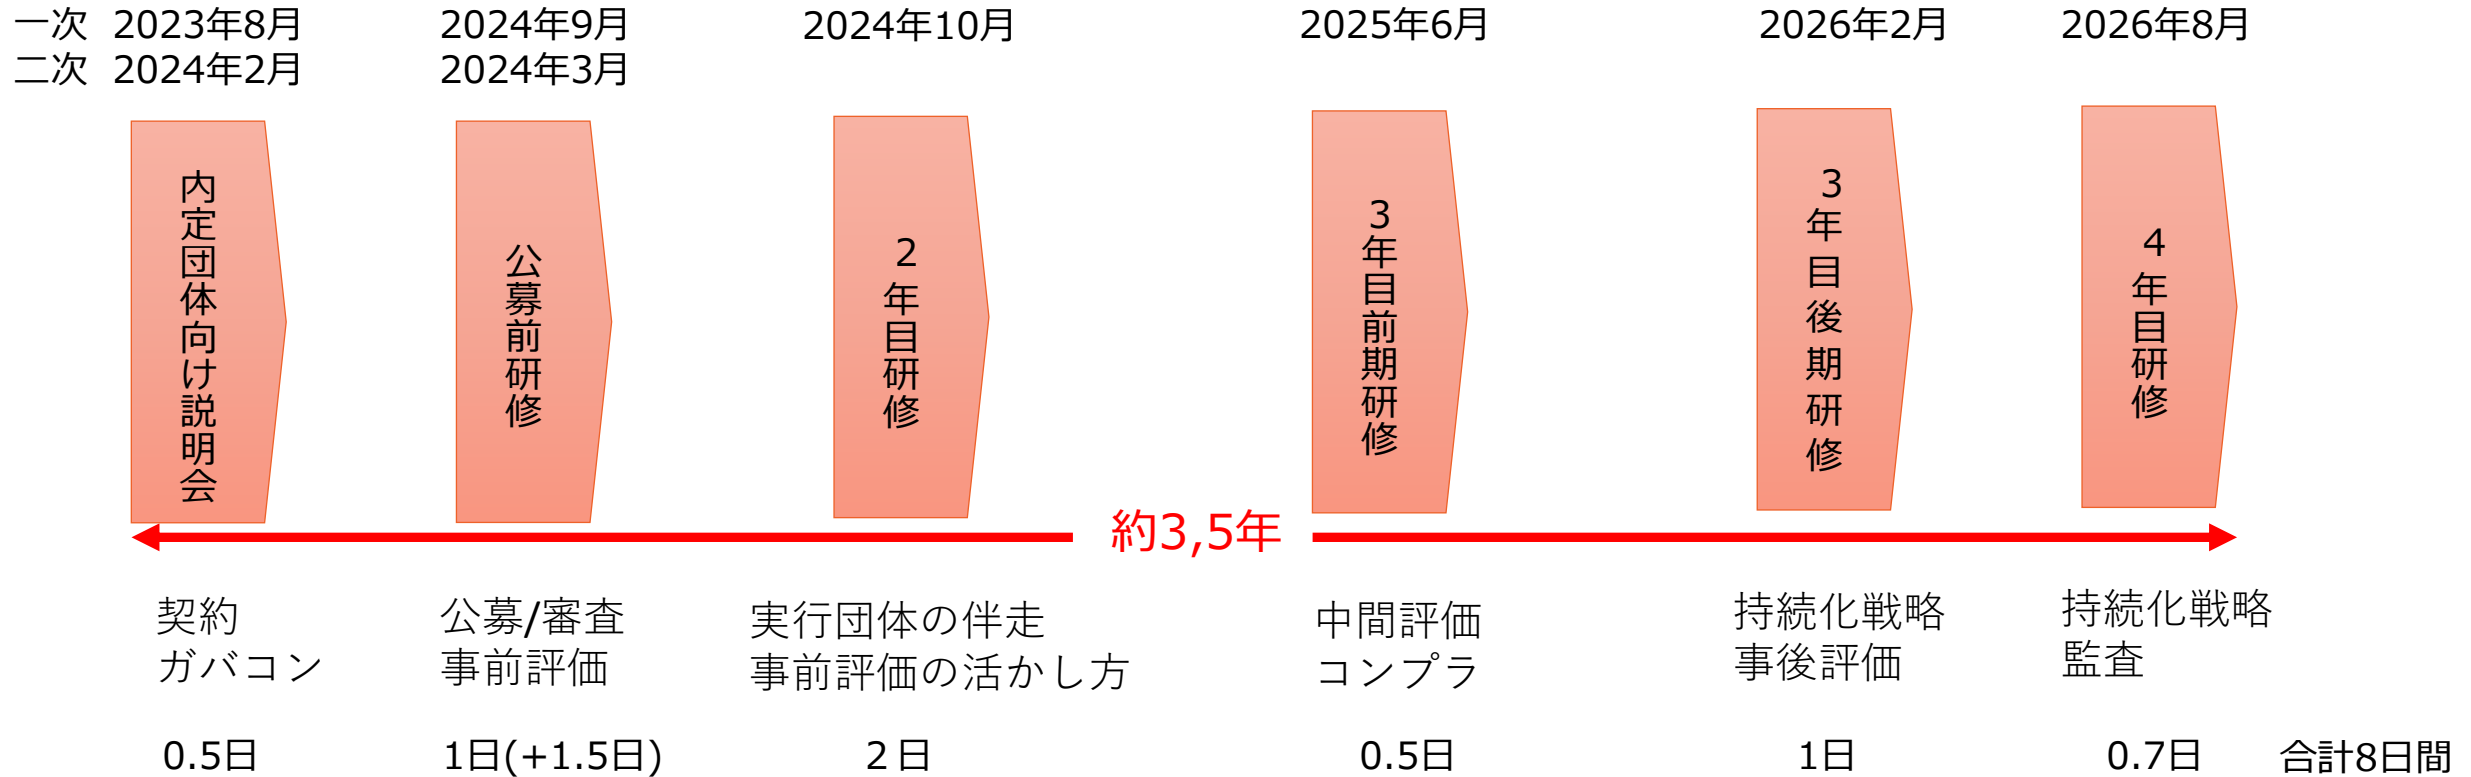 一次 2023年8月 2024年9月 2024年10月 2025年6月 2026年2月 2026年8月
二次 2024年2月 2024年3月
内定団体向け説明会
公募前研修
2年目研修
3年目前期研修
3年目後期研修
4年目研修
約3,5年
契約
ガバコン
公募/審査
事前評価
実行団体の伴走
事前評価の活かし方
中間評価
コンプラ
持続化戦略
事後評価
持続化戦略
監査
0.5日 1日(+1.5日) 2日 0.5日 1日 0.7日 合計8日間